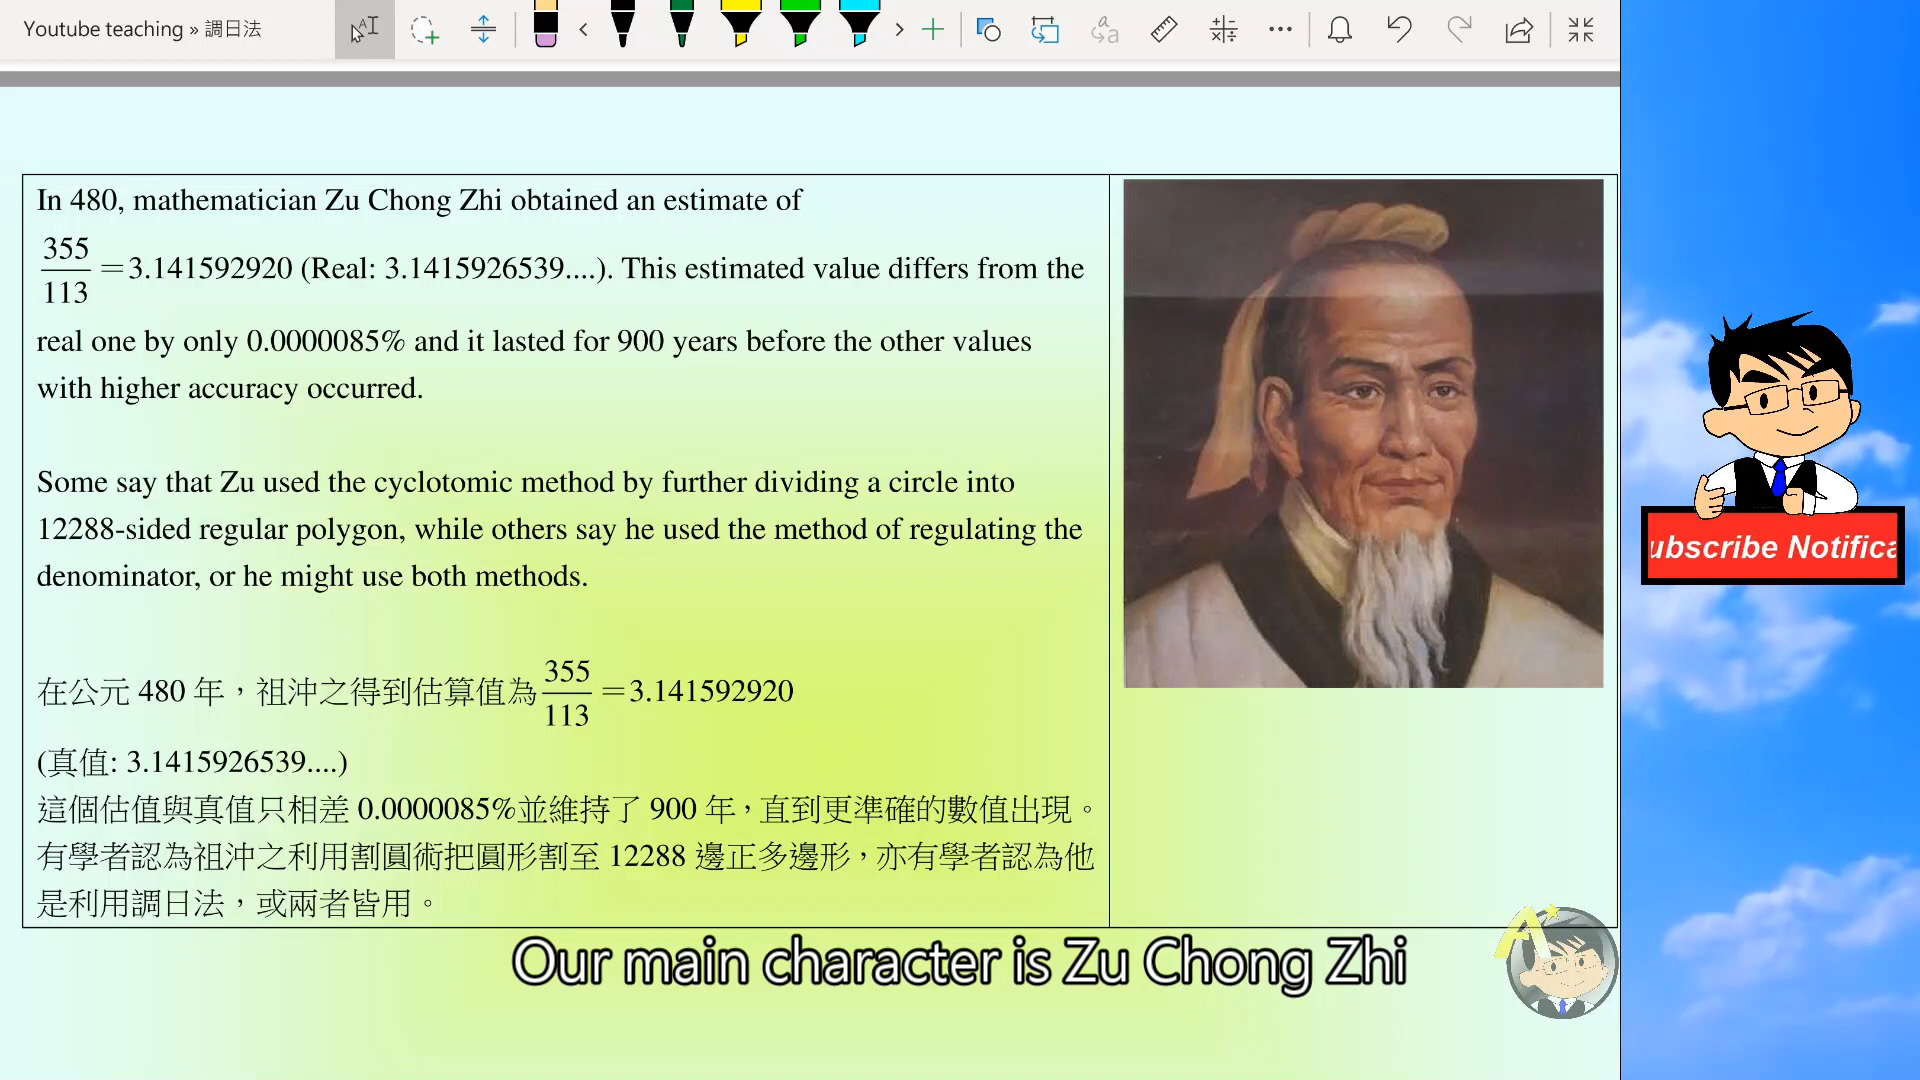 Youtube teaching » 調日法
In 480, mathematician Zu Chong Zhi obtained an estimate of
355/113 =3.141592920 (Real: 3.1415926539....). This estimated value differs from the
real one by only 0.0000085% and it lasted for 900 years before the other values
with higher accuracy occurred.
Some say that Zu used the cyclotomic method by further dividing a circle into
12288-sided regular polygon, while others say he used the method of regulating the
denominator, or he might use both methods.
在公元 480 年，祖沖之得到估算值為 355/113 =3.141592920
(真值: 3.1415926539....)
這個估值與真值只相差 0.0000085%並維持了 900 年，直到更準確的數值出現。
有學者認為祖沖之利用割圓術把圓形割至 12288 邊正多邊形，亦有學者認為他
是利用調日法，或兩者皆用。
ubscribe Notifica
Our main character is Zu Chong Zhi
A